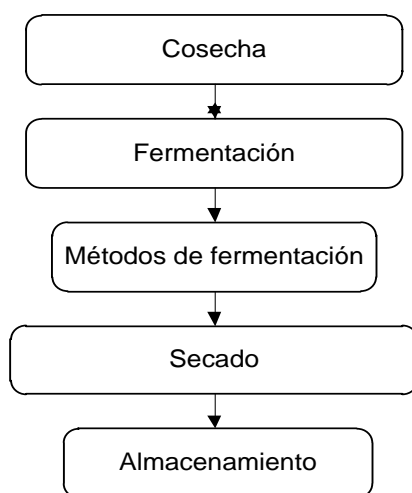 Cosecha
Fermentación
Métodos de fermentación
Secado
Almacenamiento